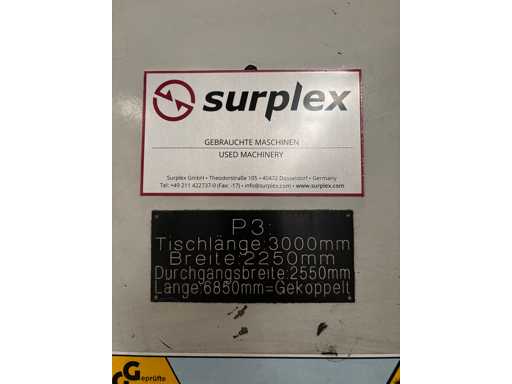 surplex
GEBRAUCHTE MASCHINEN
USED MACHINERY
Surplex GmbH • Theodorstraße 105 • 40472 Düsseldorf • Germany
Tel: +49 211 422737-0 (Fax: -17) • info@surplex.com • www.surplex.com
P3:
Tischlänge:3000mm
Breite:2250mm
Durchgangsbreite:2550mm
Länge:6850mm=Gekoppelt
geprüfte